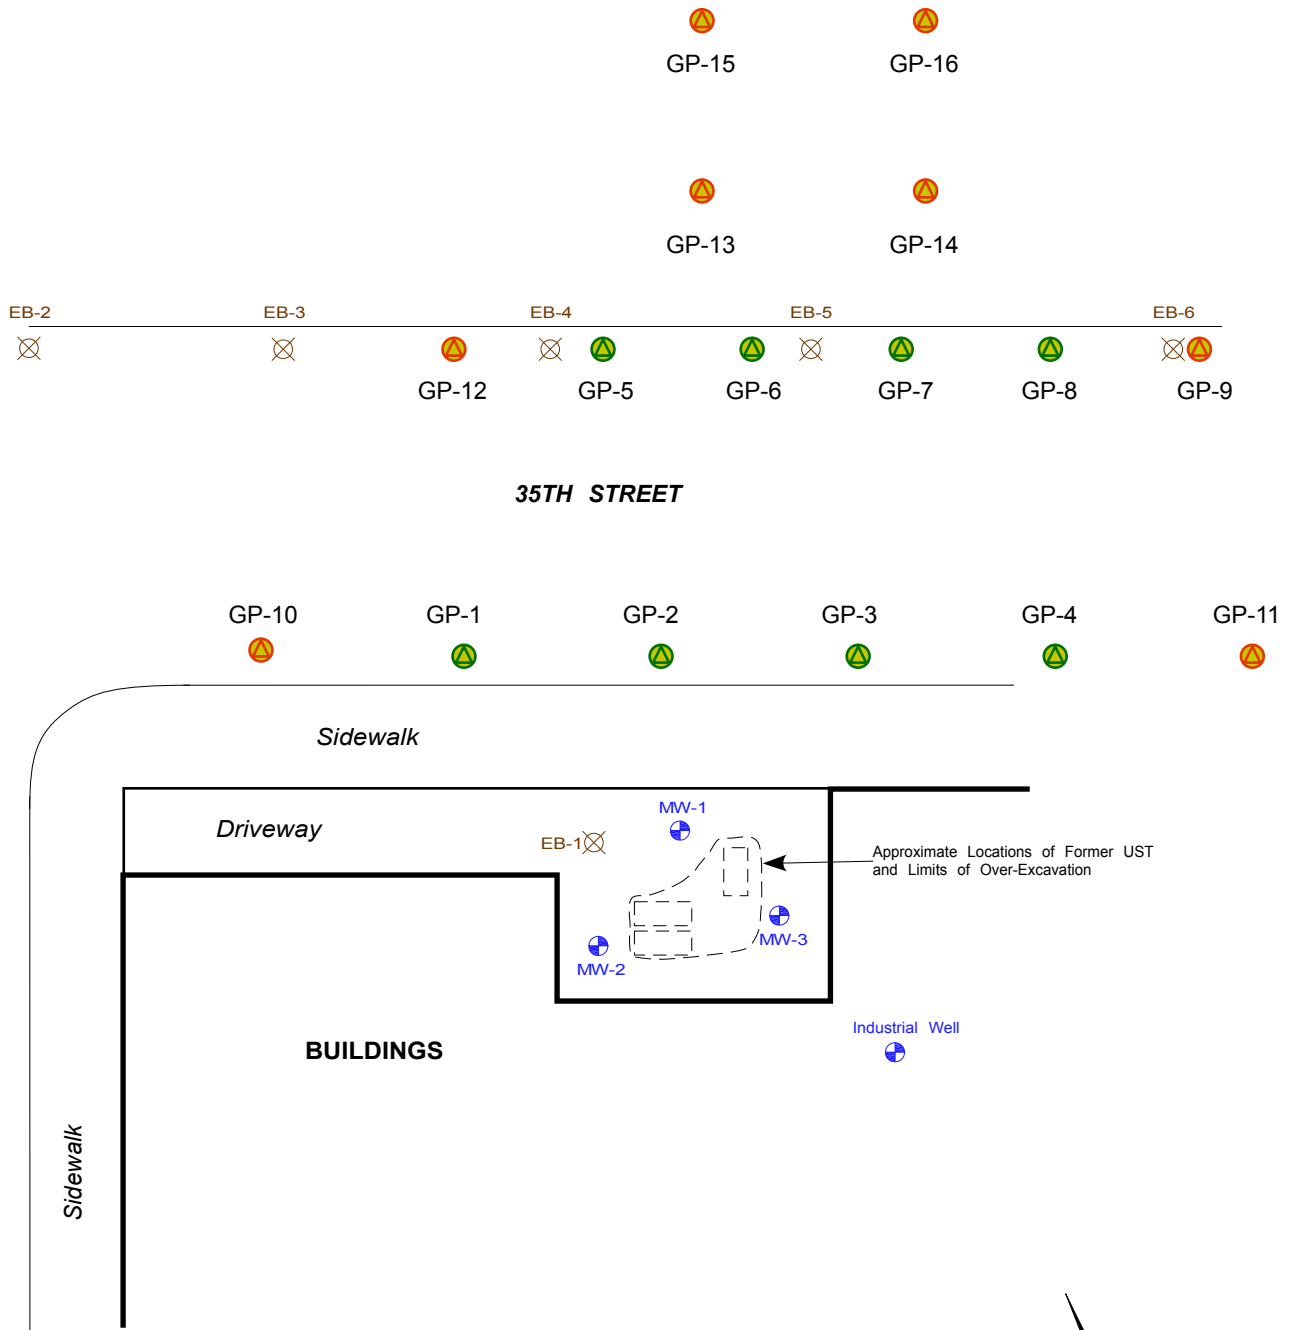 GP-15
GP-16
GP-13
GP-14
EB-2
EB-3
EB-4
EB-5
EB-6
GP-12
GP-5
GP-6
GP-7
GP-8
GP-9
35TH STREET
GP-10
GP-1
GP-2
GP-3
GP-4
GP-11
Sidewalk
MW-1
Driveway
EB-1
Approximate Locations of Former UST
and Limits of Over-Excavation
MW-3
MW-2
Industrial Well
BUILDINGS
Sidewalk